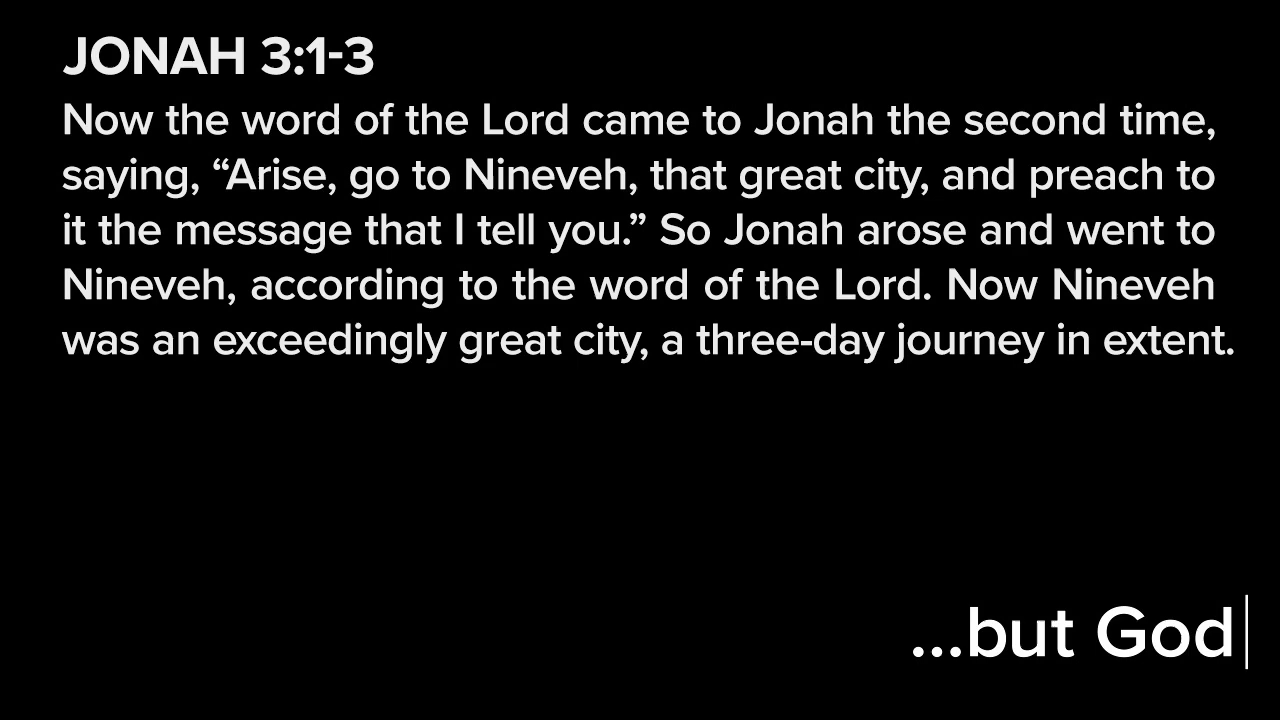 JONAH 3:1-3
Now the word of the Lord came to Jonah the second time,
saying, “Arise, go to Nineveh, that great city, and preach to
it the message that I tell you.” So Jonah arose and went to
Nineveh, according to the word of the Lord. Now Nineveh
was an exceedingly great city, a three-day journey in extent.
...but God